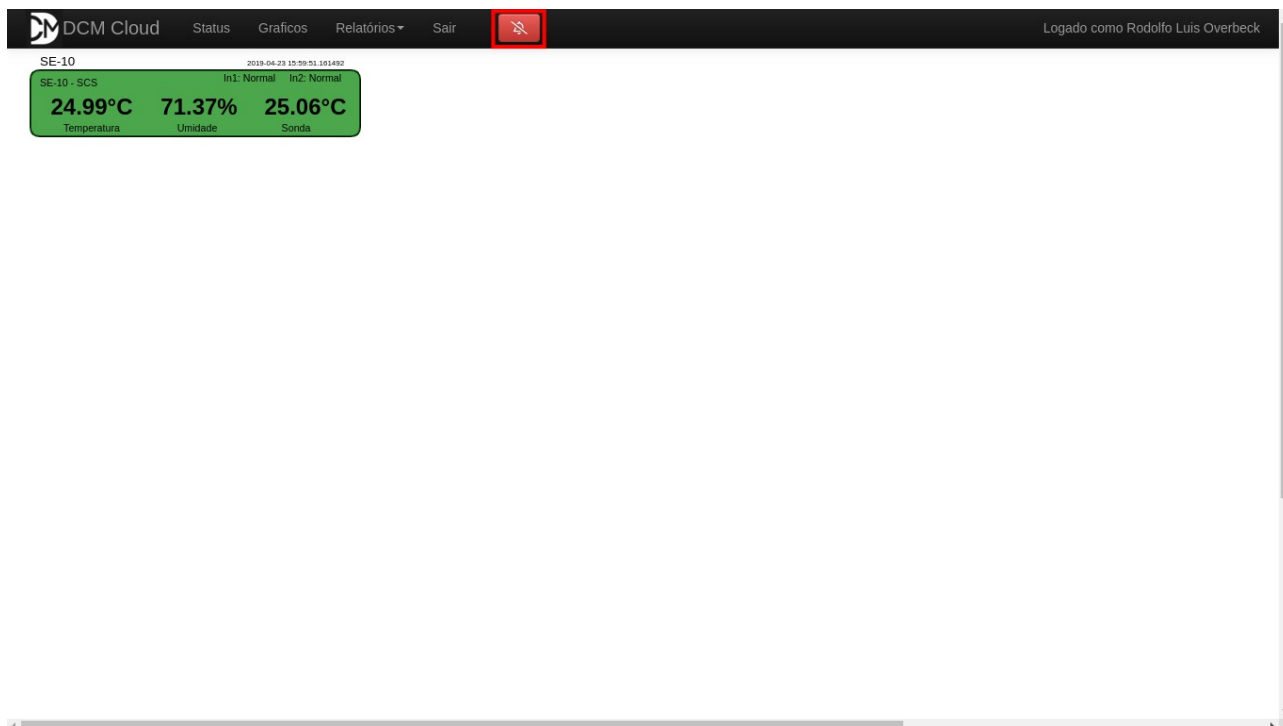 DCM Cloud Status Graficos Relatórios Sair Logado como Rodolfo Luis Overbeck
SE-10 2019-04-23 15:59:51.161492
SE-10 - SCS In1: Normal In2: Normal
24.99°C 71.37% 25.06°C
Temperatura Umidade Sonda